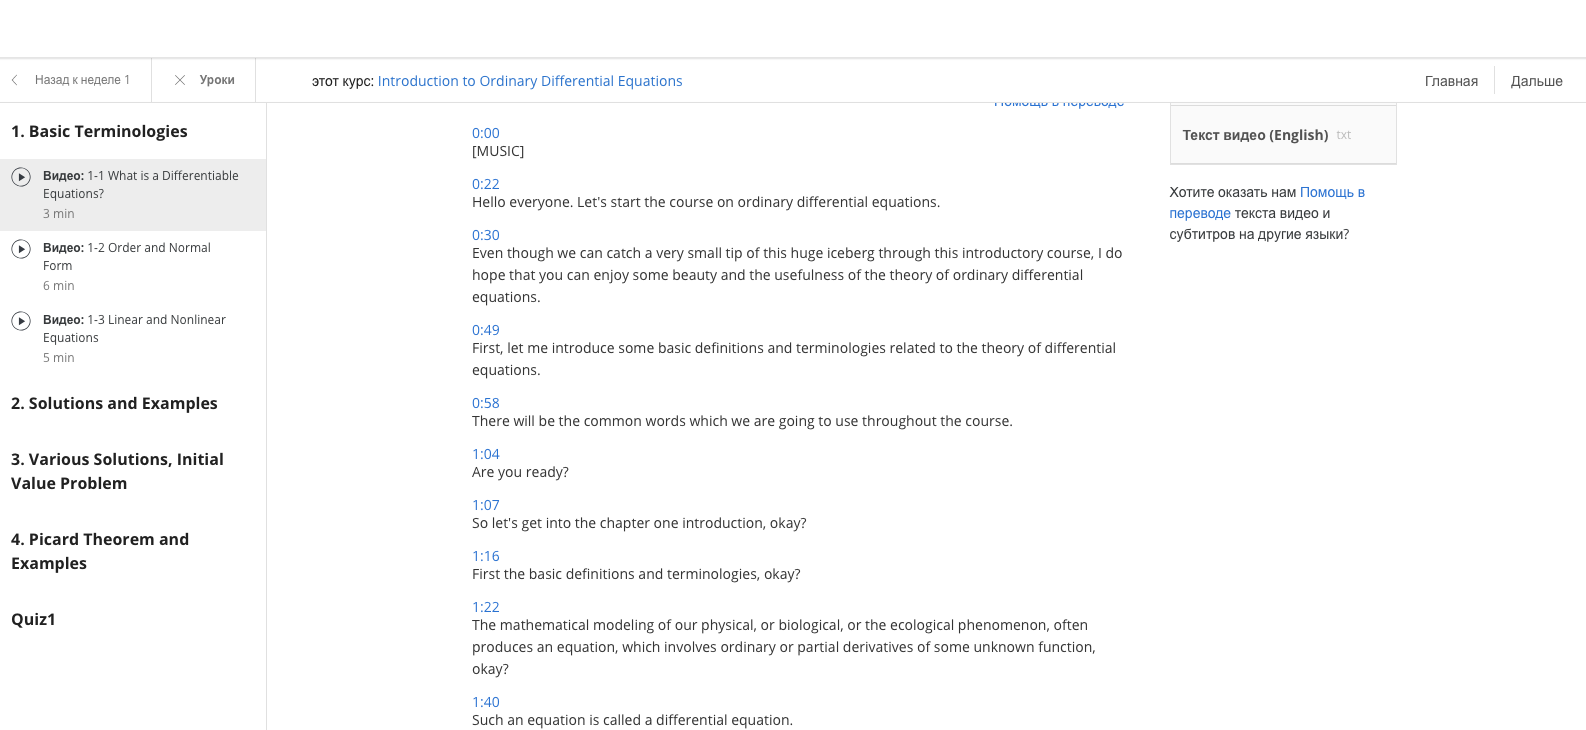 Назад к неделе 1
Уроки
этот курс: Introduction to Ordinary Differential Equations
Главная
Дальше
1. Basic Terminologies
Видео: 1-1 What is a Differentiable
Equations?
3 min
Видео: 1-2 Order and Normal
Form
6 min
Видео: 1-3 Linear and Nonlinear
Equations
5 min
2. Solutions and Examples
3. Various Solutions, Initial
Value Problem
4. Picard Theorem and
Examples
Quiz1
Помощь в переводе
0:00
[MUSIC]
0:22
Hello everyone. Let's start the course on ordinary differential equations.
0:30
Even though we can catch a very small tip of this huge iceberg through this introductory course, I do
hope that you can enjoy some beauty and the usefulness of the theory of ordinary differential
equations.
0:49
First, let me introduce some basic definitions and terminologies related to the theory of differential
equations.
0:58
There will be the common words which we are going to use throughout the course.
1:04
Are you ready?
1:07
So let's get into the chapter one introduction, okay?
1:16
First the basic definitions and terminologies, okay?
1:22
The mathematical modeling of our physical, or biological, or the ecological phenomenon, often
produces an equation, which involves ordinary or partial derivatives of some unknown function,
okay?
1:40
Such an equation is called a differential equation.
Текст видео (English) txt
Хотите оказать нам Помощь в
переводе текста видео и
субтитров на другие языки?